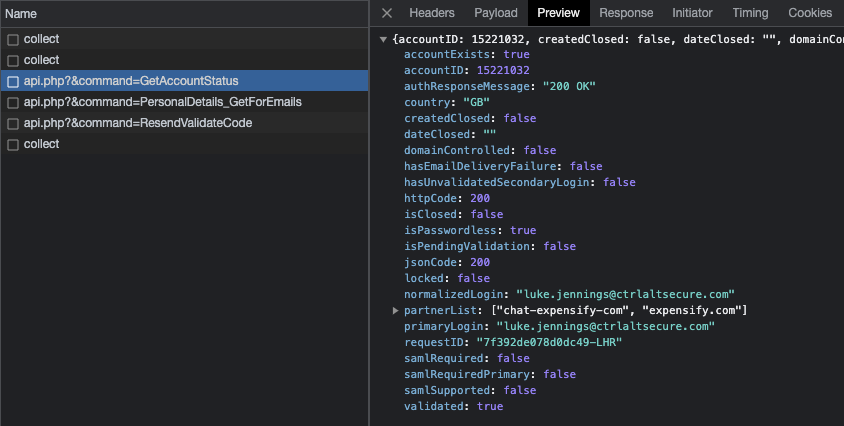 Name
collect
collect
api.php?&command=GetAccountStatus
api.php?&command=PersonalDetails_GetForEmails
api.php?&command=ResendValidateCode
collect
Headers Payload Preview Response Initiator Timing Cookies
{accountID: 15221032, createdClosed: false, dateClosed: "", domainCon
accountExists: true
accountID: 15221032
authResponseMessage: "200 OK"
country: "GB"
createdClosed: false
dateClosed: ""
domainControlled: false
hasEmailDeliveryFailure: false
hasUnvalidatedSecondaryLogin: false
httpCode: 200
isClosed: false
isPasswordless: true
isPendingValidation: false
jsonCode: 200
locked: false
normalizedLogin: "luke.jennings@ctrlaltsecure.com"
partnerList: ["chat-expensify-com", "expensify.com"]
primaryLogin: "luke.jennings@ctrlaltsecure.com"
requestID: "7f392de078d0dc49-LHR"
samlRequired: false
samlRequiredPrimary: false
samlSupported: false
validated: true